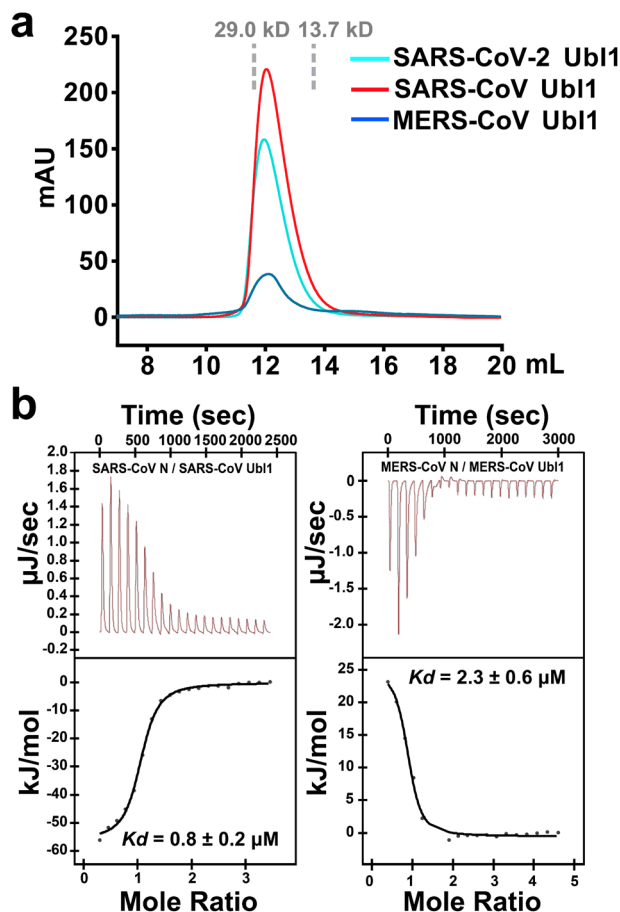 a
29.0 kD 13.7 kD
250
200
150
100
50
0
mAU
SARS-CoV-2 Ubl1
SARS-CoV Ubl1
MERS-CoV Ubl1
8 10 12 14 16 18 20 mL
b
Time (sec)
0 500 1000 1500 2000 2500
SARS-CoV N / SARS-CoV Ubl1
2.0
1.8
1.6
1.4
1.2
1.0
0.8
0.6
0.4
0.2
0
-0.2
µJ/sec
0
-10
-20
-30
-40
-50
-60
kJ/mol
Kd = 0.8 ± 0.2 µM
0 1 2 3
Mole Ratio
Time (sec)
0 500 1000 1500 2000 3000
MERS-CoV N / MERS-CoV Ubl1
0
-0.5
-1.0
-1.5
-2.0
µJ/sec
Kd = 2.3 ± 0.6 µM
25
20
15
10
25
0
kJ/mol
0 1 2 3 4 5
Mole Ratio